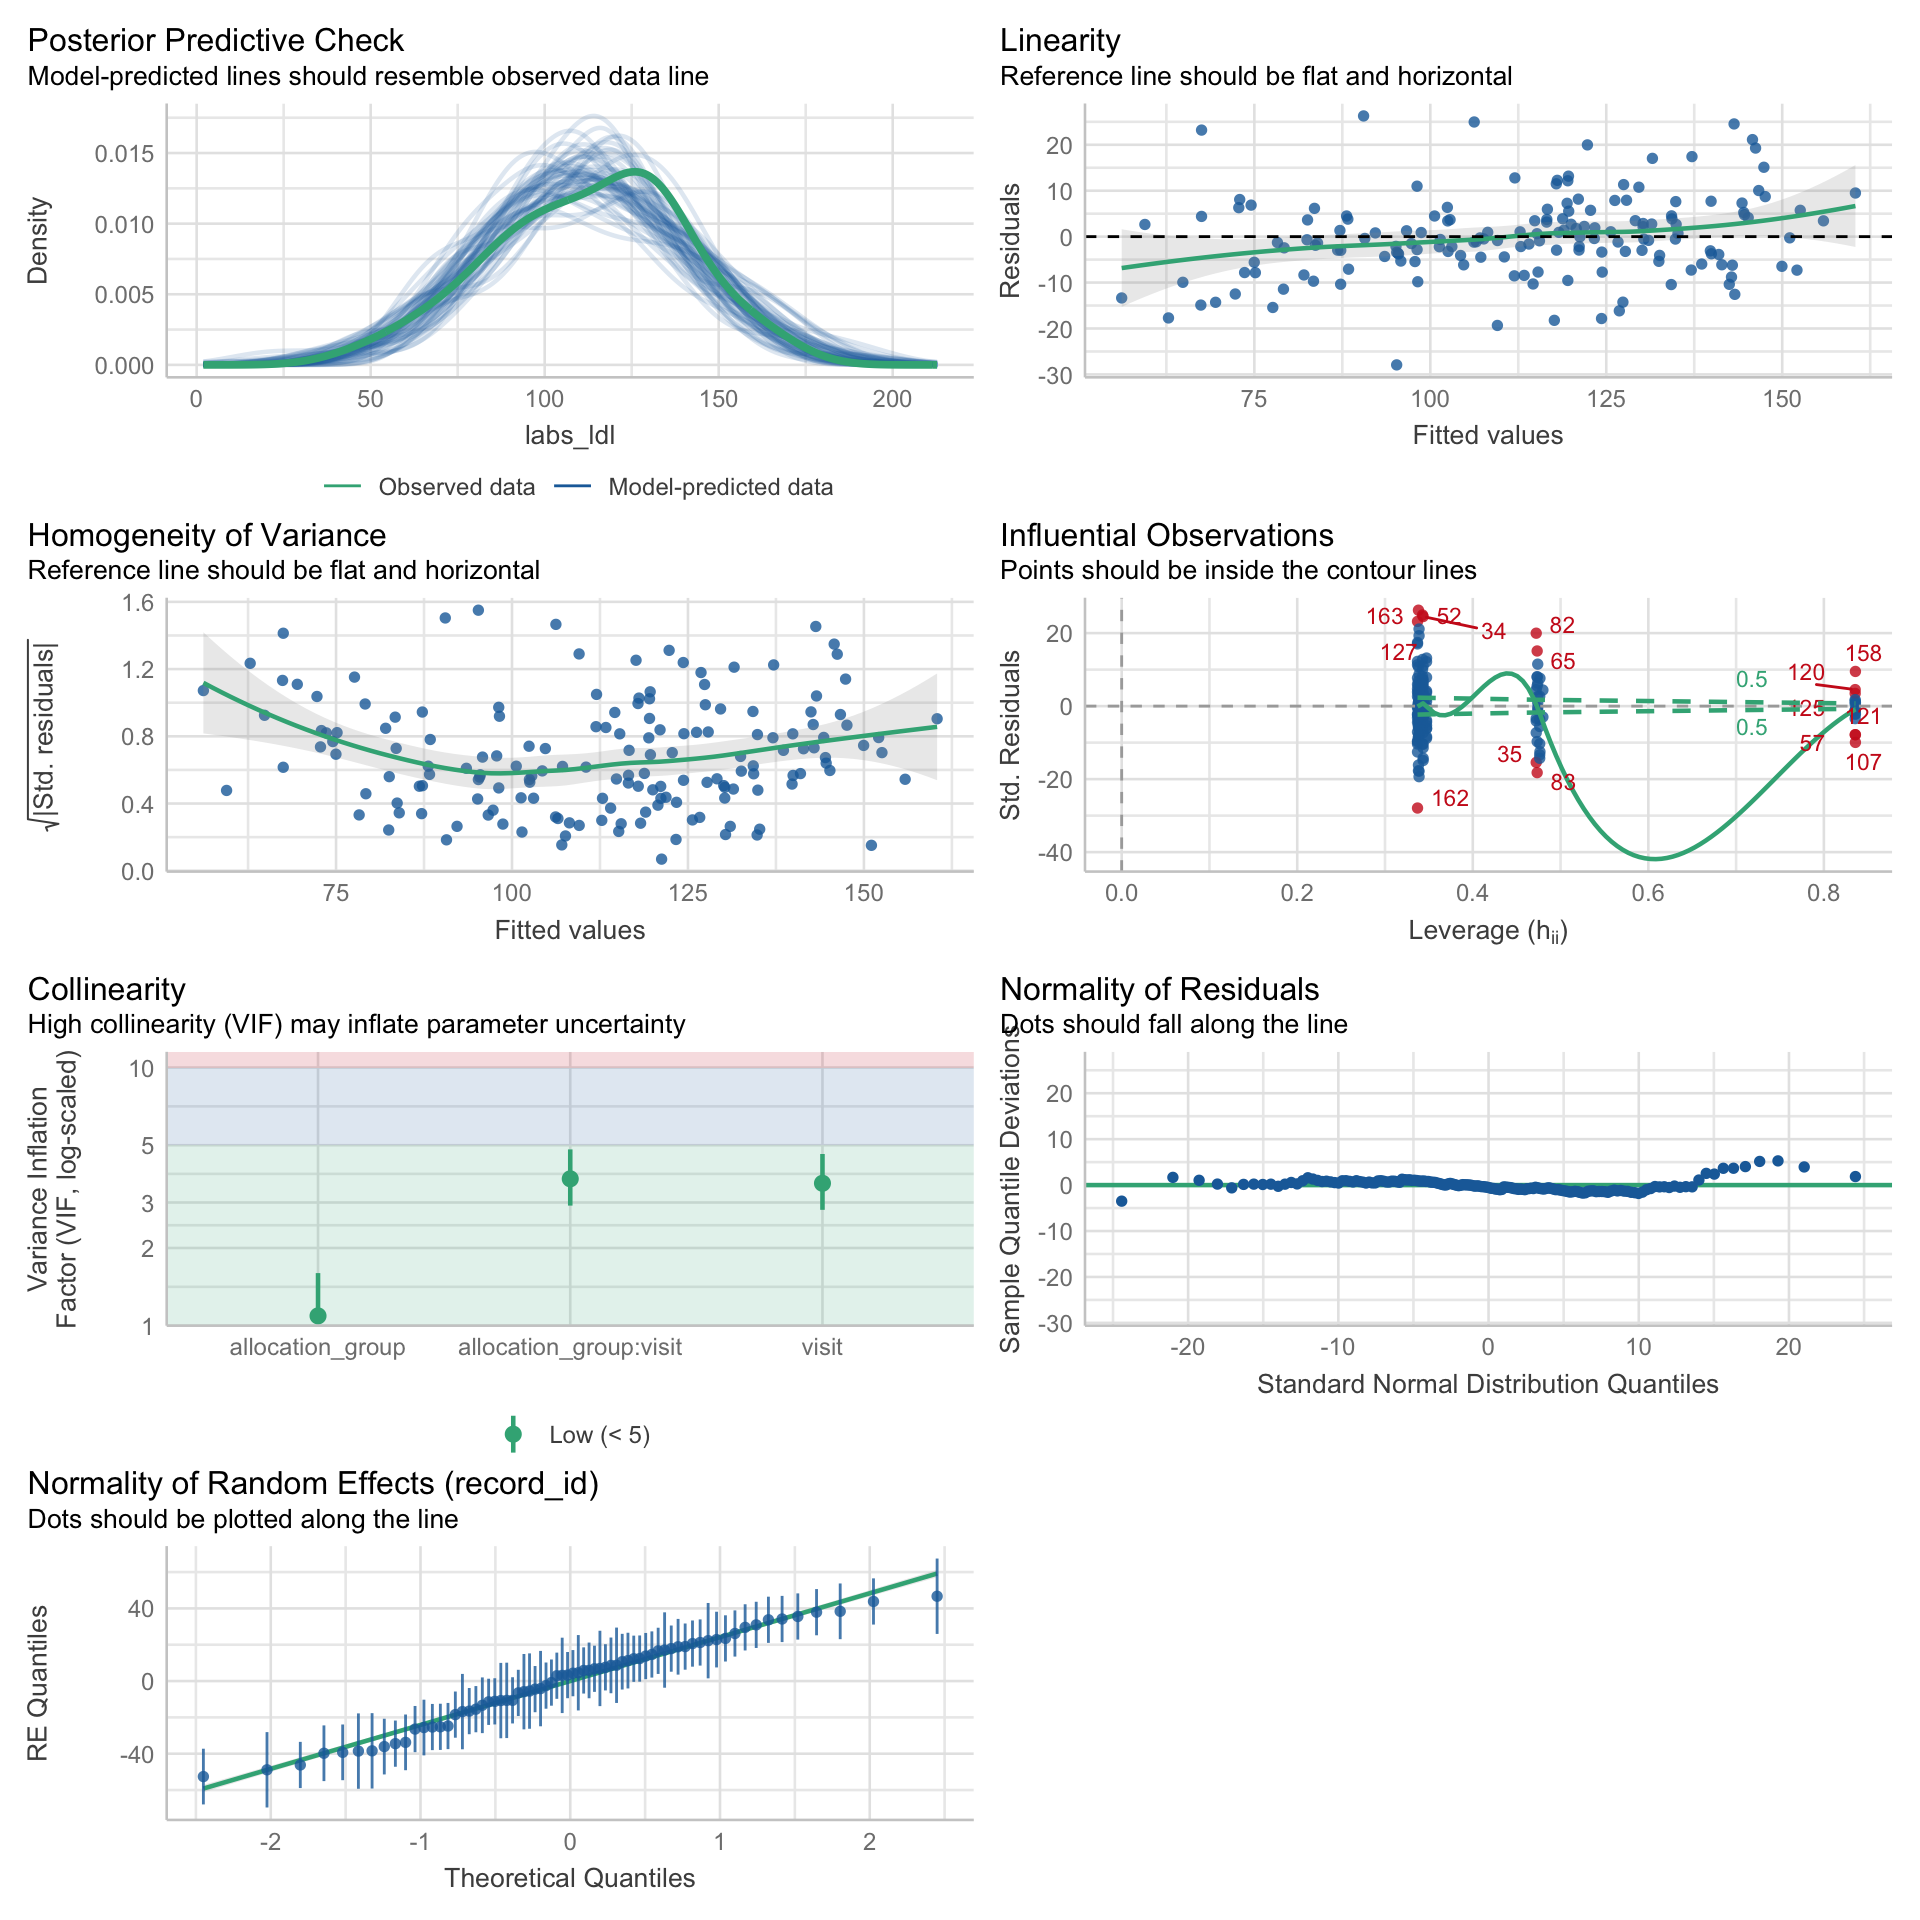 Posterior Predictive Check
Model-predicted lines should resemble observed data line
Density
0.015
0.010
0.005
0.000
0
50
100
150
200
labs_ldl
Observed data
Model-predicted data
Linearity
Reference line should be flat and horizontal
Residuals
20
10
0
-10
-20
-30
75
100
125
150
Fitted values
Homogeneity of Variance
Reference line should be flat and horizontal
√|Std. residuals|
1.6
1.2
0.8
0.4
0.0
75
100
125
150
Fitted values
Influential Observations
Points should be inside the contour lines
Std. Residuals
20
0
-20
-40
163
52
34
127
162
82
65
35
83
0.5
0.5
158
120
125
121
57
107
0.0
0.2
0.4
0.6
0.8
Leverage (hii)
Collinearity
High collinearity (VIF) may inflate parameter uncertainty
Variance Inflation
Factor (VIF, log-scaled)
10
5
3
2
1
allocation_group
allocation_group:visit
visit
Low (< 5)
Normality of Residuals
Dots should fall along the line
Sample Quantile Deviations
20
10
0
-10
-20
-30
-20
-10
0
10
20
Standard Normal Distribution Quantiles
Normality of Random Effects (record_id)
Dots should be plotted along the line
RE Quantiles
40
0
-40
-2
-1
0
1
2
Theoretical Quantiles